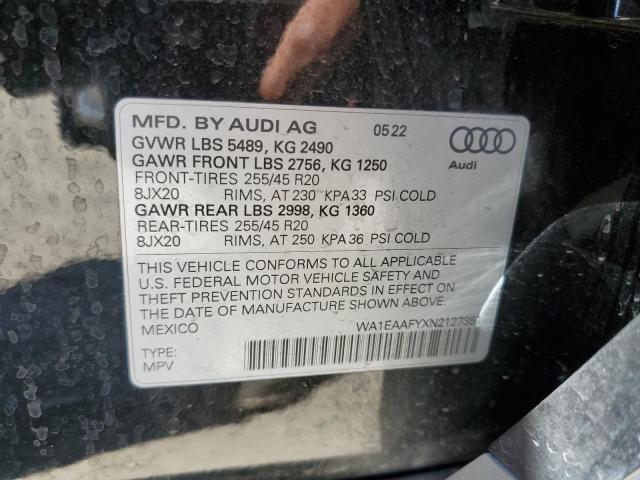 MFD. BY AUDI AG 05 22
GVWR LBS 5489, KG 2490
GAWR FRONT LBS 2756, KG 1250
FRONT-TIRES 255/45 R20
8JX20 RIMS, AT 230 KPA 33 PSI COLD
GAWR REAR LBS 2998, KG 1360
REAR-TIRES 255/45 R20
8JX20 RIMS, AT 250 KPA 36 PSI COLD
Audi
THIS VEHICLE CONFORMS TO ALL APPLICABLE
U.S. FEDERAL MOTOR VEHICLE SAFETY AND
THEFT PREVENTION STANDARDS IN EFFECT ON
THE DATE OF MANUFACTURE SHOWN ABOVE.
MEXICO
TYPE:
MPV